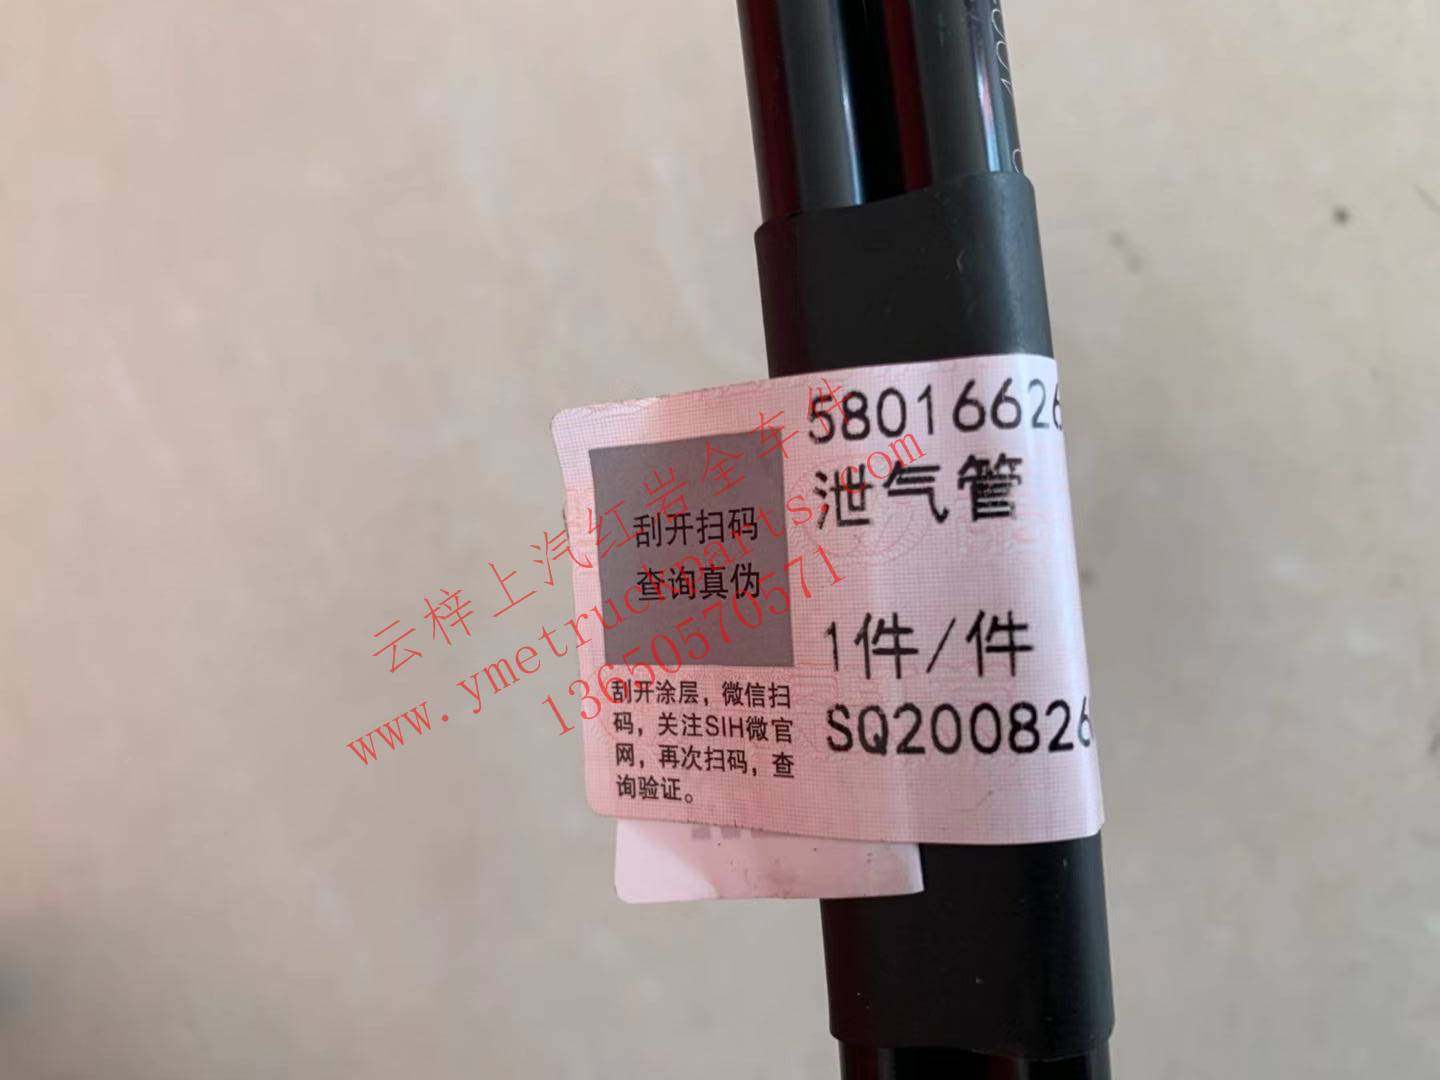 58016626
泄气管
1件/件
SQ200826
刮开扫码
查询真伪
刮开涂层，微信扫
码，关注SIH微官
网，再次扫码，查
询验证。
云梓上汽红岩全车件
www.ymetruckparts.com
13650570571